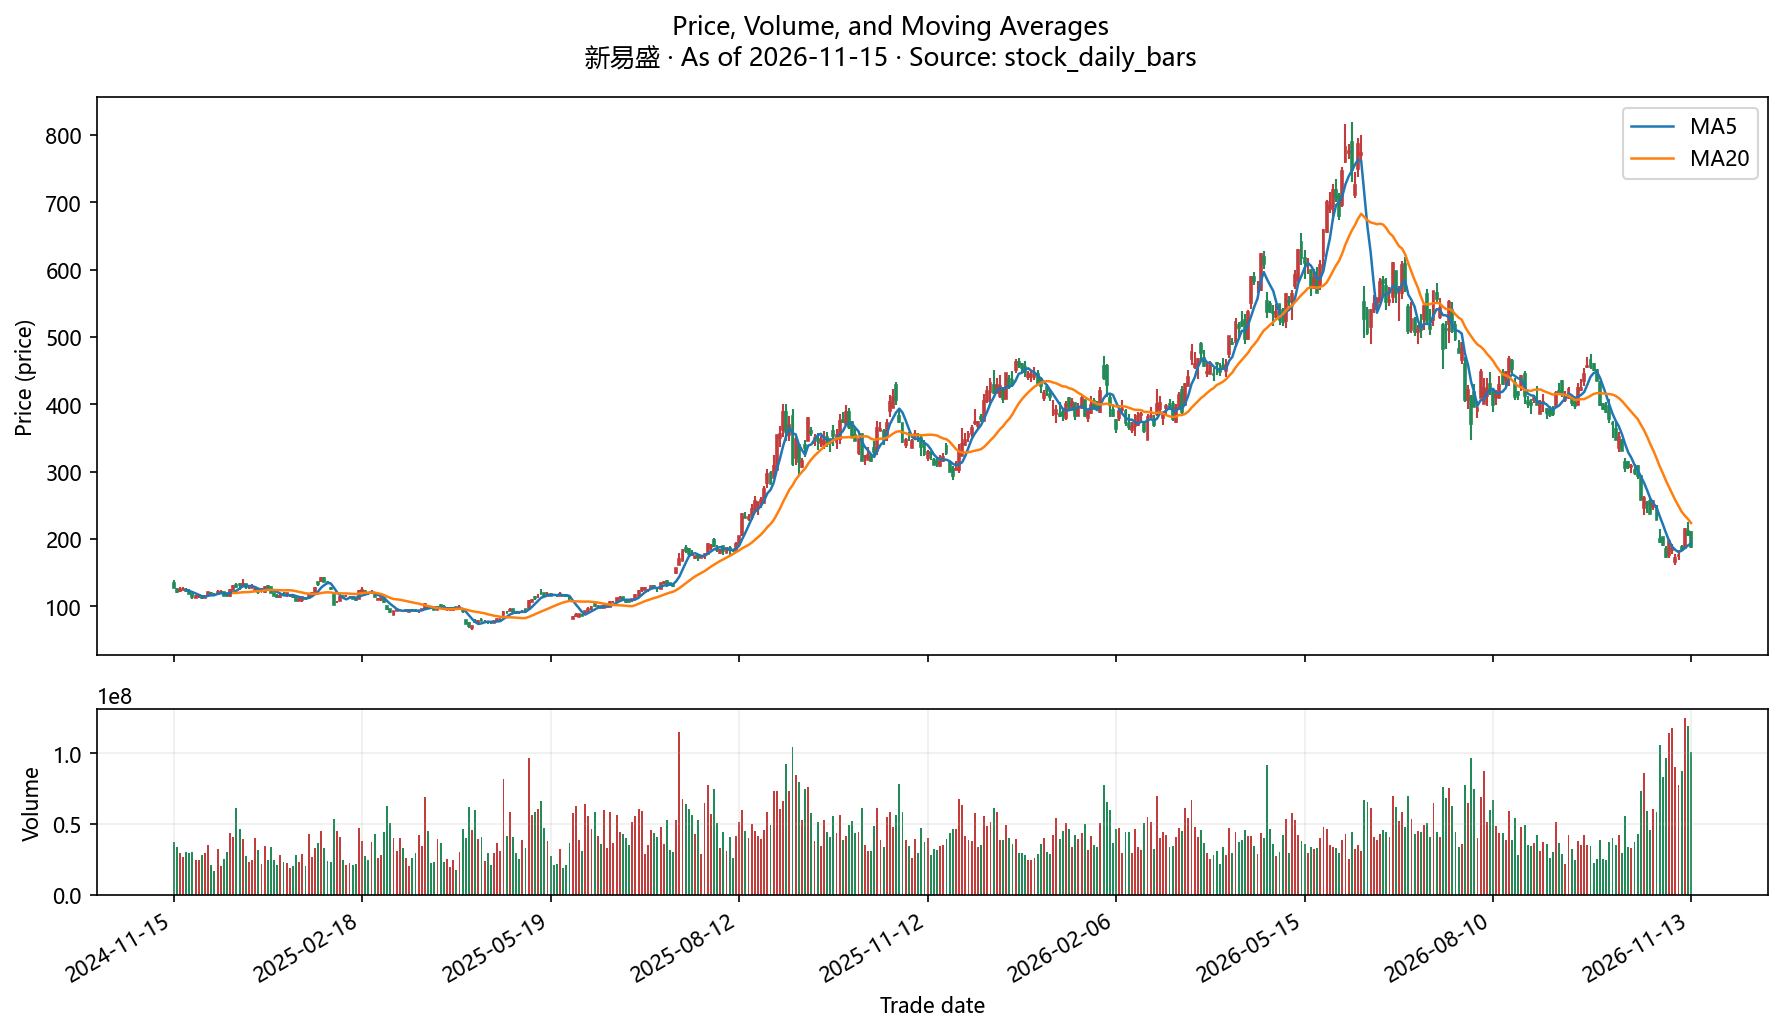 Price, Volume, and Moving Averages
新易盛 · As of 2026-11-15 · Source: stock_daily_bars
MA5
MA20
800
700
600
500
400
300
200
100
Price (price)
1e8
1.0
0.5
0.0
Volume
2024-11-15
2025-02-18
2025-05-19
2025-08-12
2025-11-12
2026-02-06
2026-05-15
2026-08-10
2026-11-13
Trade date